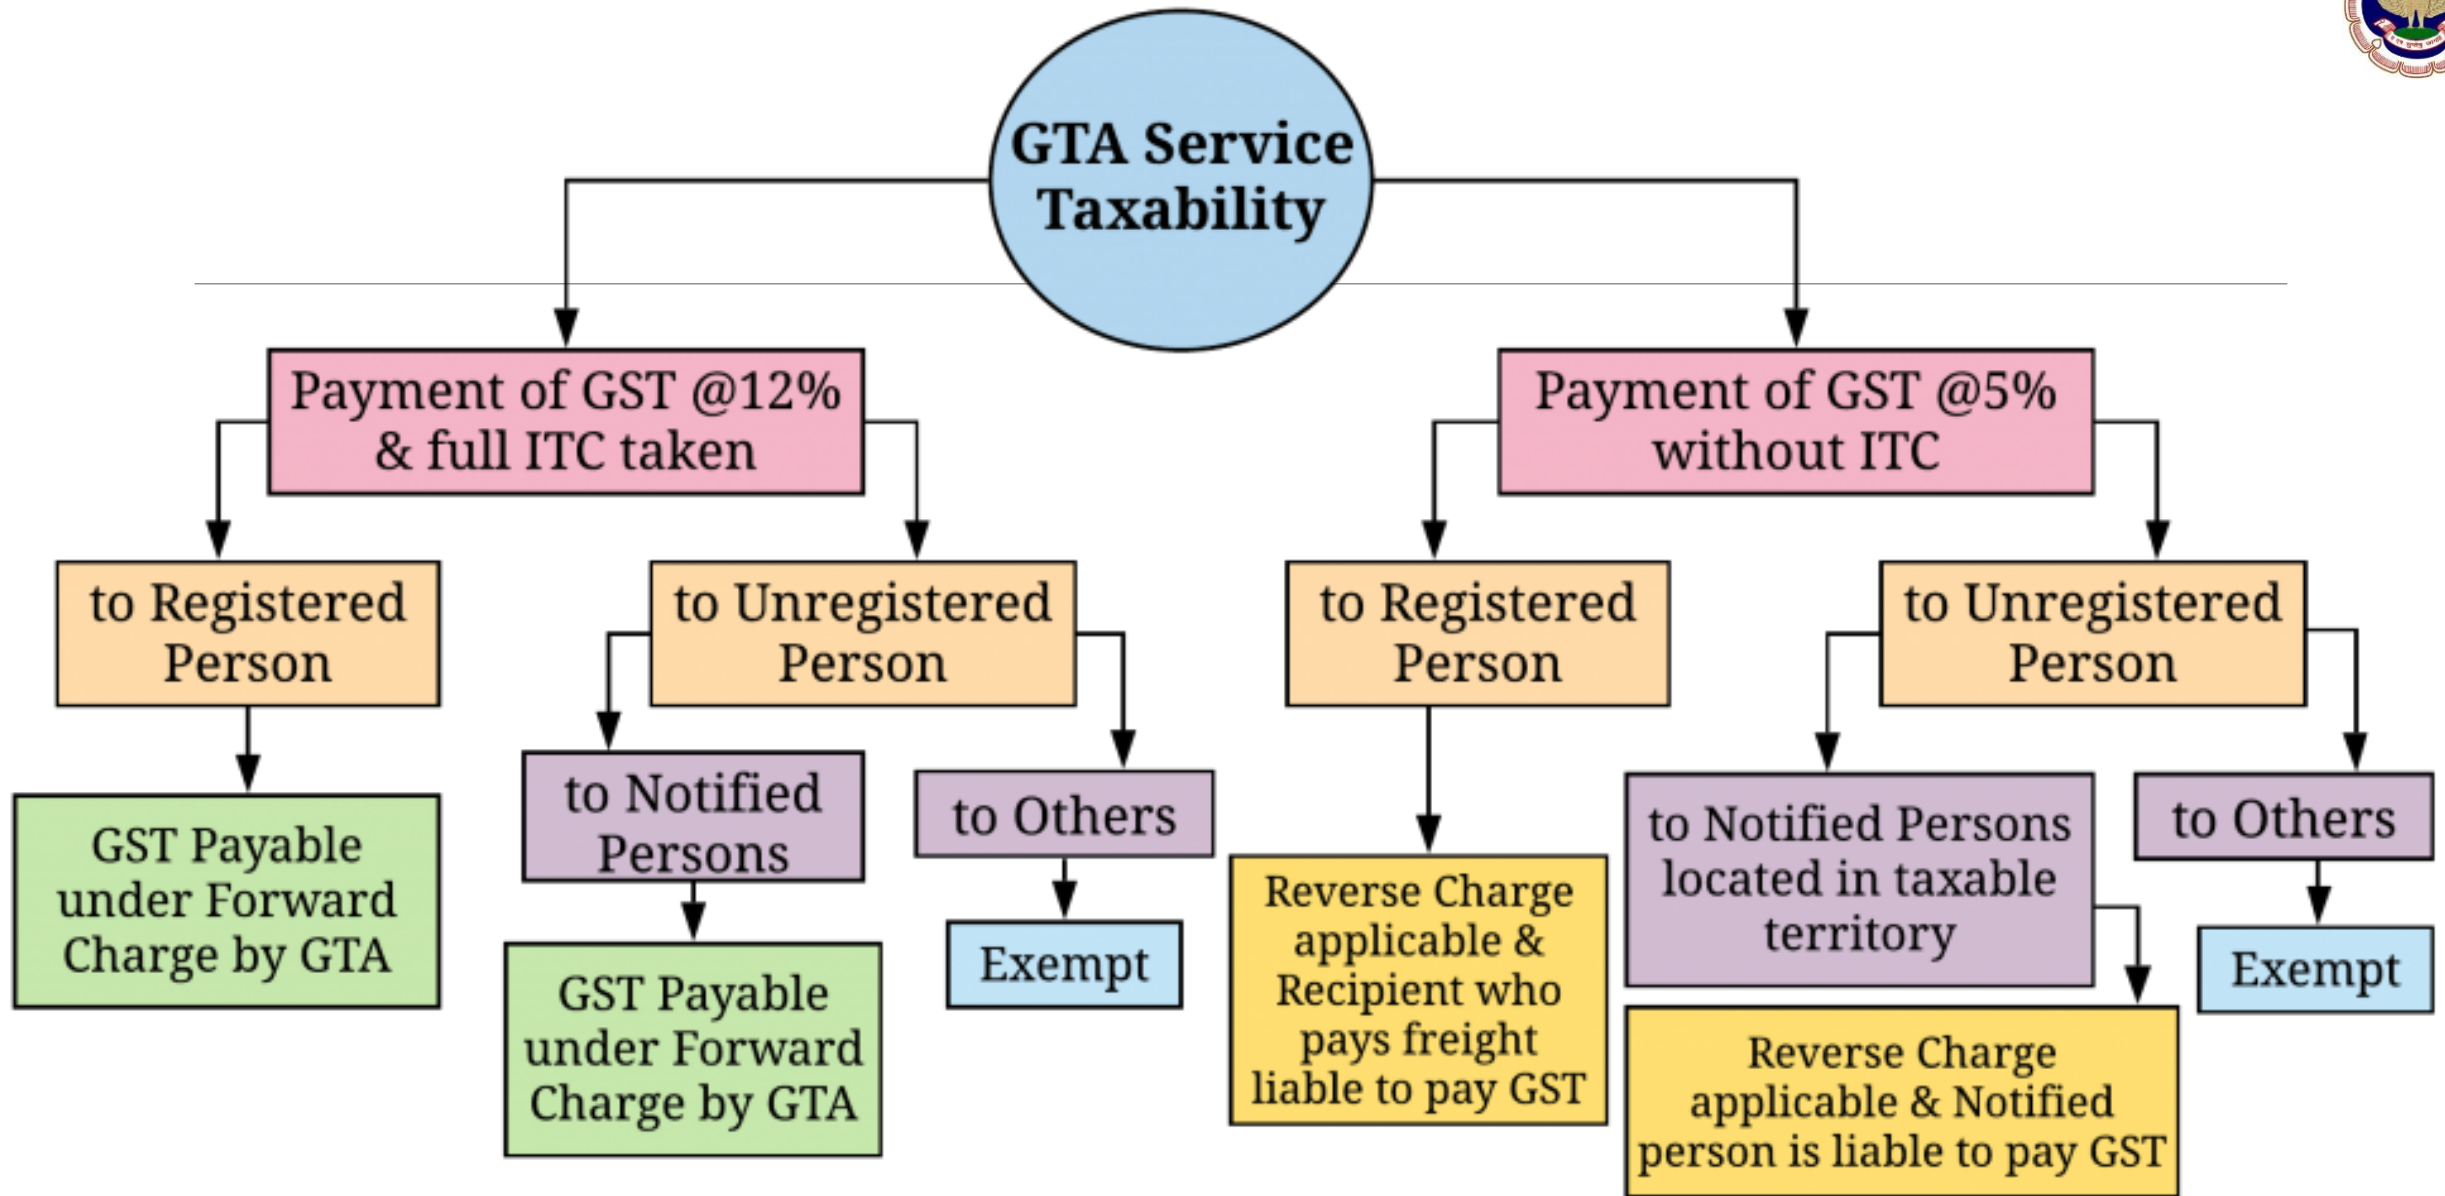 GTA Service
Taxability
Payment of GST @12%
& full ITC taken
Payment of GST @5%
without ITC
to Registered
Person
to Unregistered
Person
to Registered
Person
to Unregistered
Person
GST Payable
under Forward
Charge by GTA
to Notified
Persons
to Others
GST Payable
under Forward
Charge by GTA
Exempt
Reverse Charge
applicable &
Recipient who
pays freight
liable to pay GST
to Notified Persons
located in taxable
territory
to Others
Reverse Charge
applicable & Notified
person is liable to pay GST
Exempt